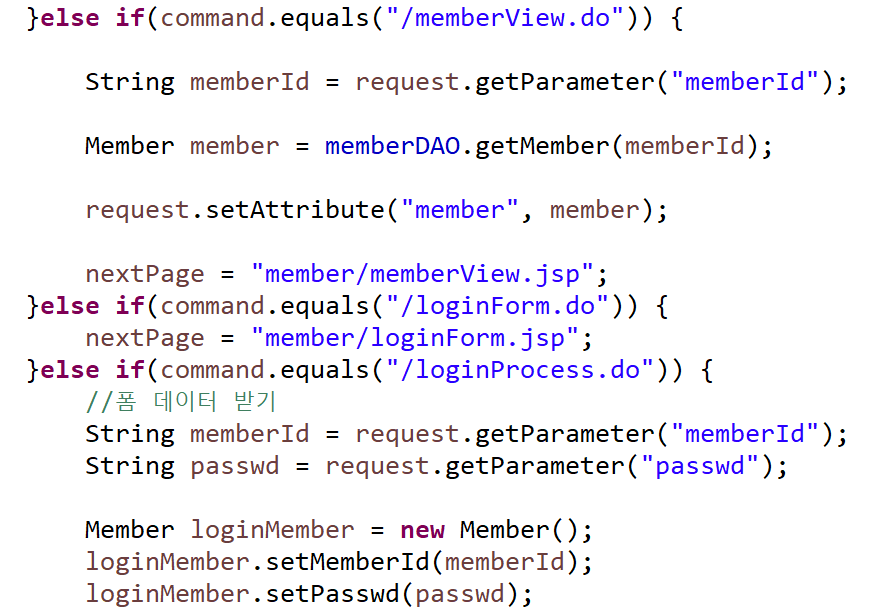 }else if(command.equals("/memberView.do")) {
String memberId = request.getParameter("memberId");
Member member = memberDAO.getMember(memberId);
request.setAttribute("member", member);
nextPage = "member/memberView.jsp";
}else if(command.equals("/loginForm.do")) {
nextPage = "member/loginForm.jsp";
}else if(command.equals("/loginProcess.do")) {
//폼 데이터 받기
String memberId = request.getParameter("memberId");
String passwd = request.getParameter("passwd");
Member loginMember = new Member();
loginMember.setMemberId(memberId);
loginMember.setPasswd(passwd);